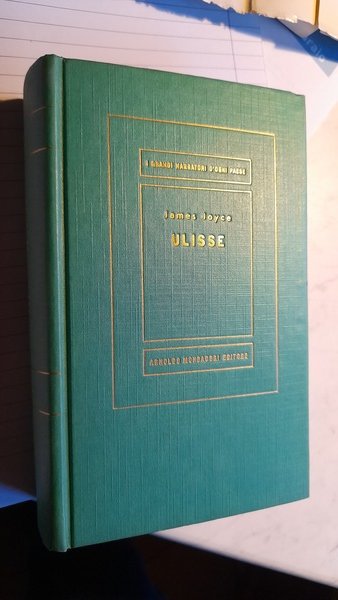 I GRANDI NARRATORI D'OGNI PAESE
James Joyce
ULISSE
ARNOLDO MONDADORI EDITORE